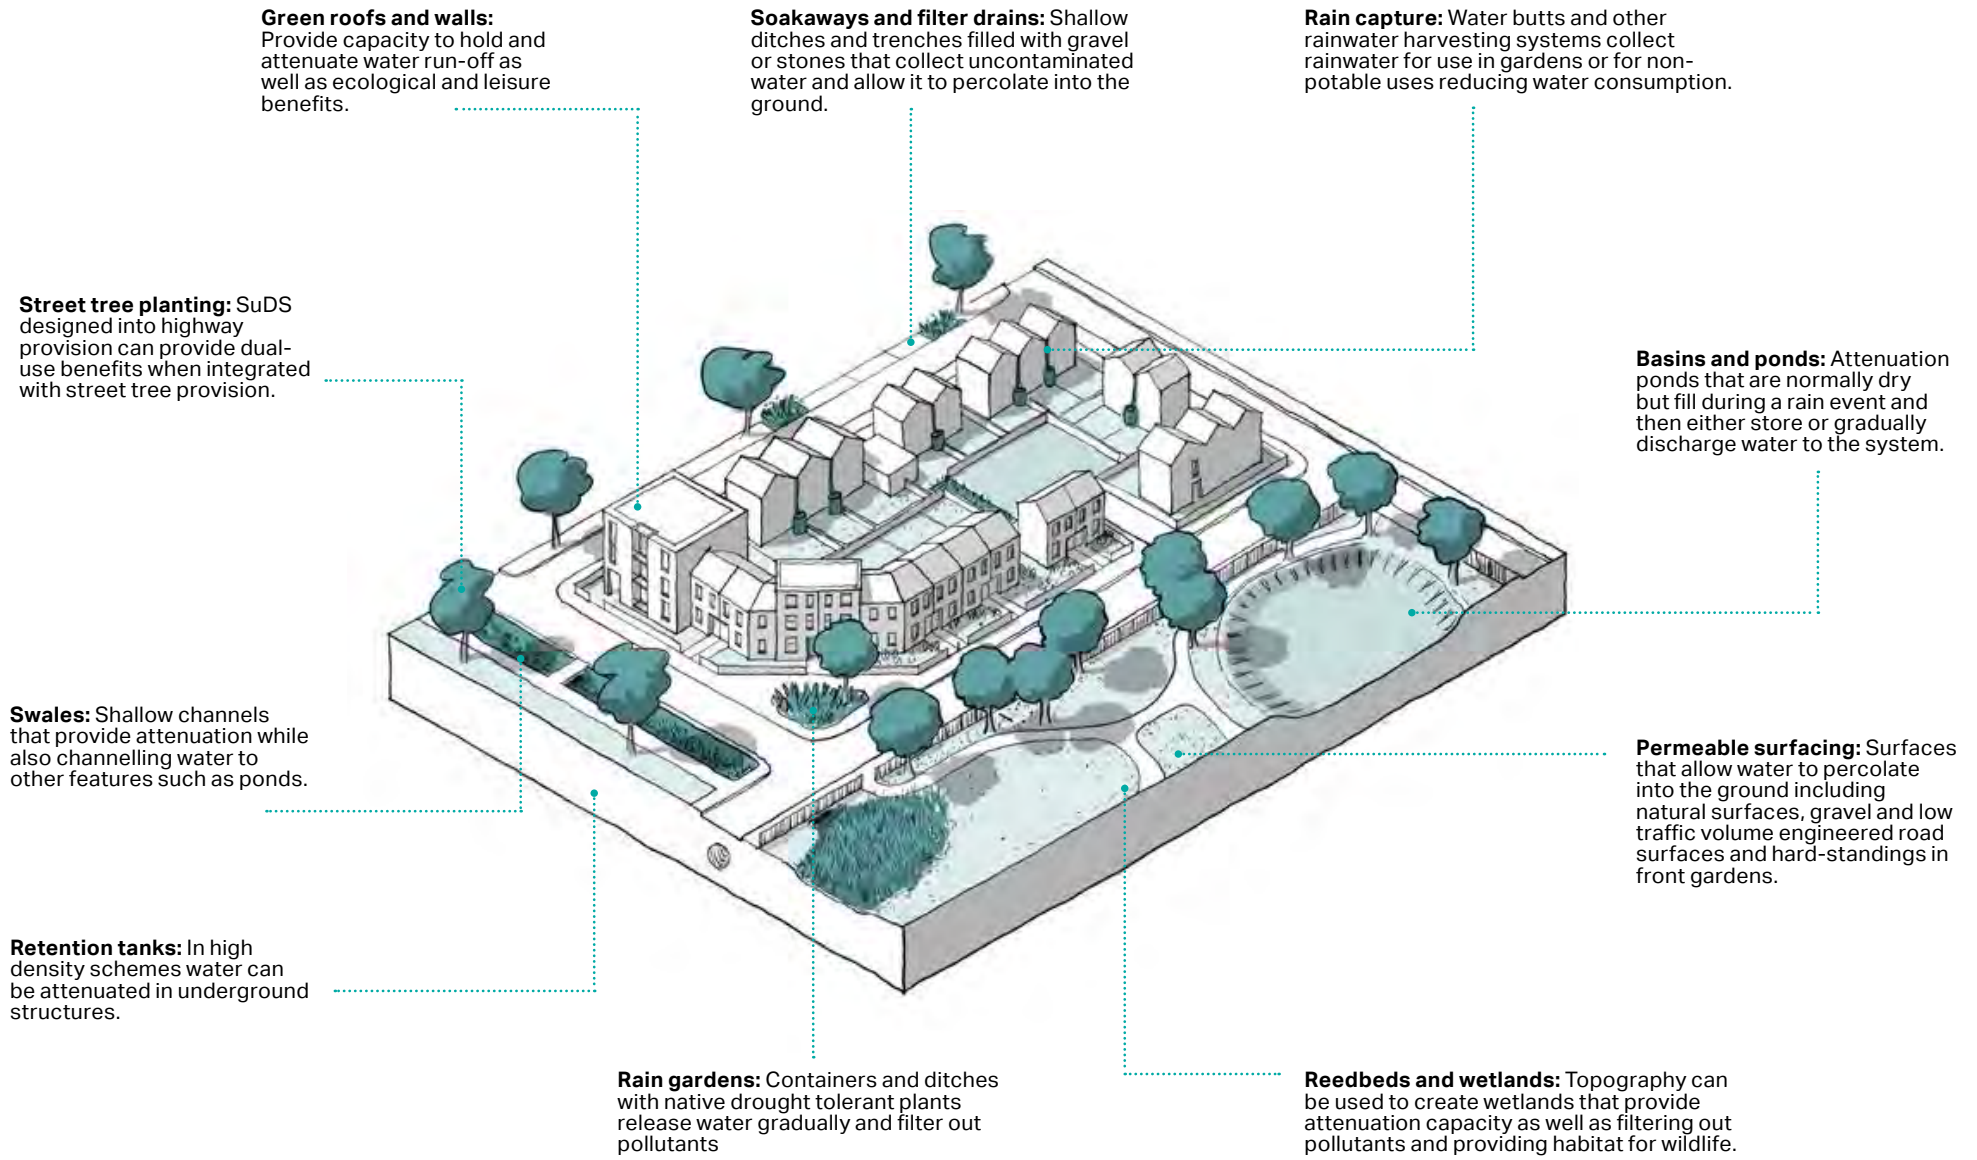 Green roofs and walls:
Provide capacity to hold and
attenuate water run-off as
well as ecological and leisure
benefits.
Soakaways and filter drains: Shallow
ditches and trenches filled with gravel
or stones that collect uncontaminated
water and allow it to percolate into the
ground.
Rain capture: Water butts and other
rainwater harvesting systems collect
rainwater for use in gardens or for non-
potable uses reducing water consumption.
Street tree planting: SuDS
designed into highway
provision can provide dual-
use benefits when integrated
with street tree provision.
Basins and ponds: Attenuation
ponds that are normally dry
but fill during a rain event and
then either store or gradually
discharge water to the system.
Swales: Shallow channels
that provide attenuation while
also channelling water to
other features such as ponds.
Permeable surfacing: Surfaces
that allow water to percolate
into the ground including
natural surfaces, gravel and low
traffic volume engineered road
surfaces and hard-standings in
front gardens.
Retention tanks: In high
density schemes water can
be attenuated in underground
structures.
Rain gardens: Containers and ditches
with native drought tolerant plants
release water gradually and filter out
pollutants
Reedbeds and wetlands: Topography can
be used to create wetlands that provide
attenuation capacity as well as filtering out
pollutants and providing habitat for wildlife.